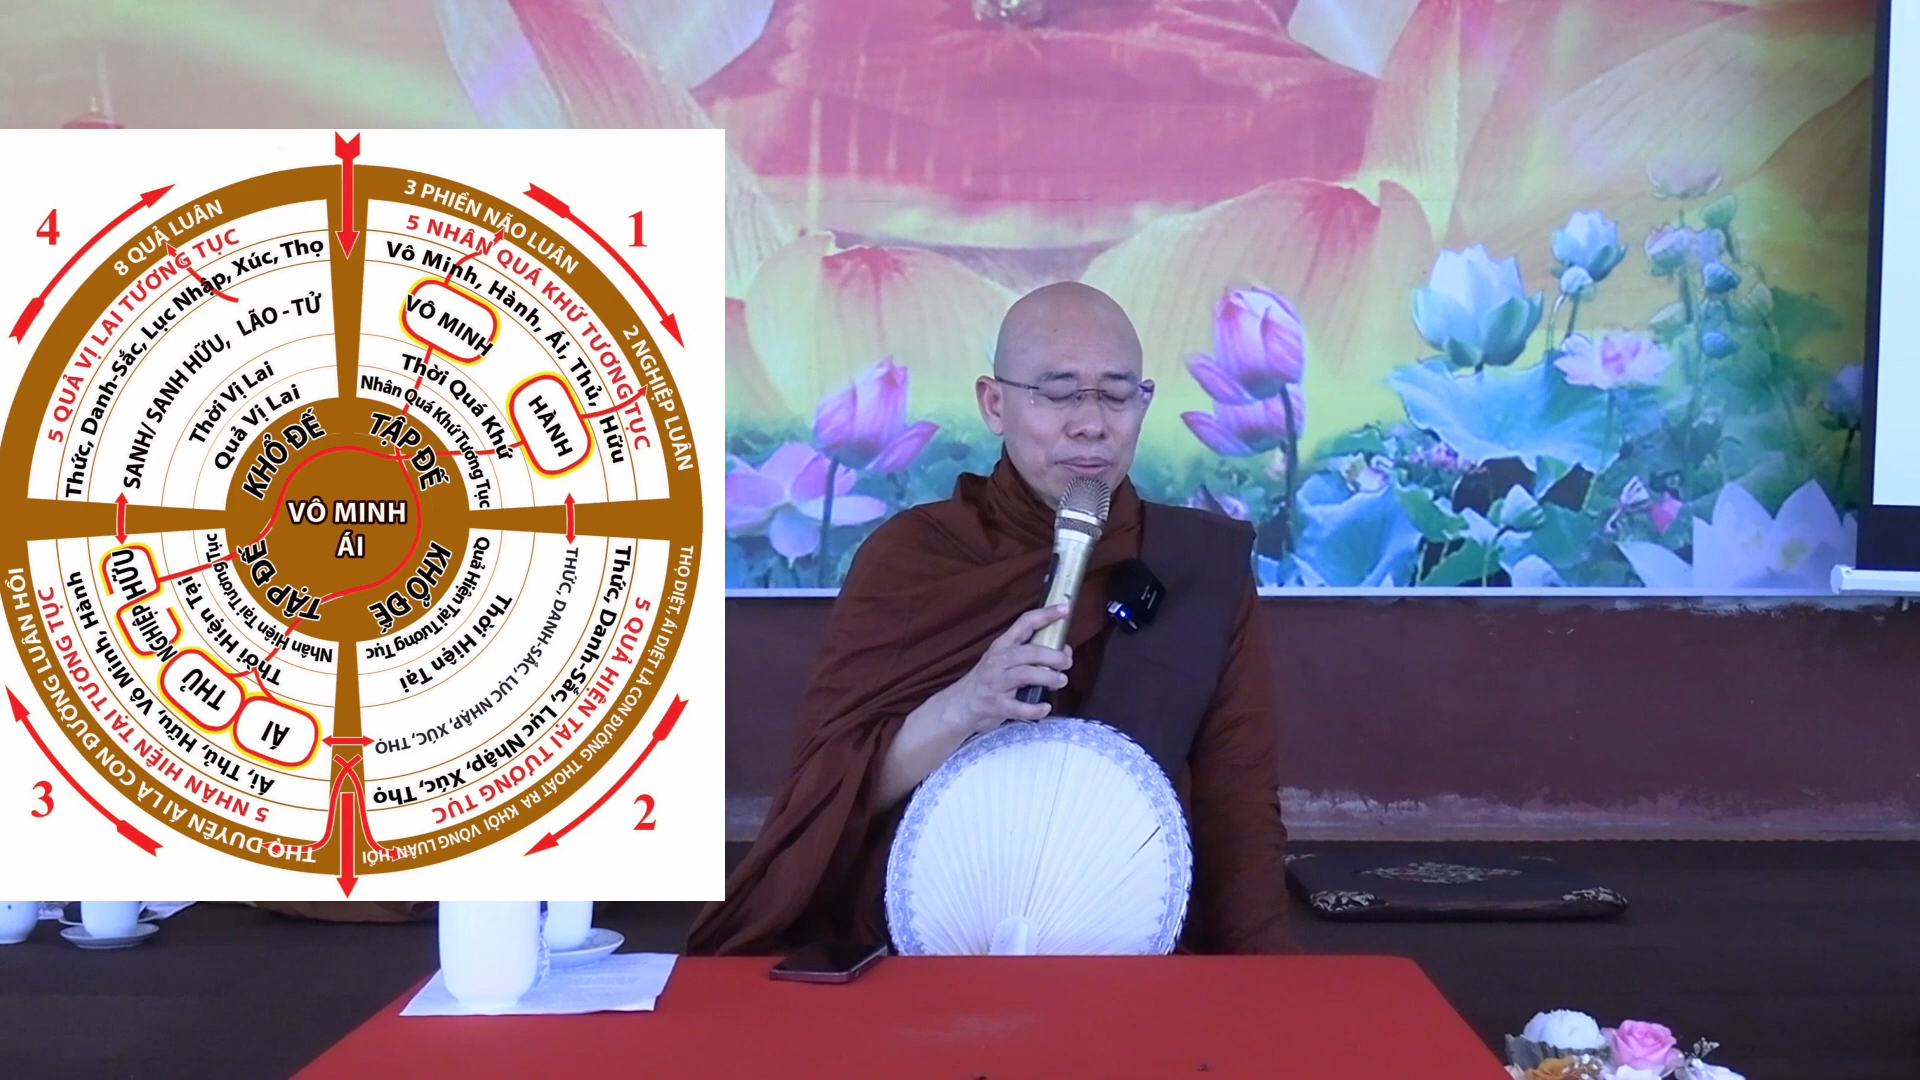 1
3 PHIỀN NÃO LUÂN
2 NGHIỆP LUÂN
5 NHÂN QUÁ KHỨ TƯƠNG TỤC
Vô Minh, Hành, Ái, Thủ, Hữu
VÔ MINH
HÀNH
Thời Quá Khứ
Nhân Quá Khứ Tương Tục
TẬP ĐẾ
2
THỌ DIỆT, ÁI DIỆT LÀ CON ĐƯỜNG THOÁT RA KHỎI VÒNG LUÂN HỒI
5 QUẢ HIỆN TẠI TƯƠNG TỤC
Thức, Danh-Sắc, Lục Nhập, Xúc, Thọ
THỨC, DANH-SẮC, LỤC NHẬP, XÚC, THỌ
Thời Hiện Tại
Quả Hiện Tại Tương Tục
KHỔ ĐẾ
3
THỌ DUYÊN ÁI LÀ CON ĐƯỜNG LUÂN HỒI
5 NHÂN HIỆN TẠI TƯƠNG TỤC
Ái, Thủ, Hữu, Vô Minh, Hành
ÁI
THỦ
NGHIỆP HỮU
Thời Hiện Tại
Nhân Hiện Tại Tương Tục
TẬP ĐẾ
4
8 QUẢ LUÂN
5 QUẢ VỊ LAI TƯƠNG TỤC
Thức, Danh-Sắc, Lục Nhập, Xúc, Thọ
SANH/ SANH HỮU, LÃO - TỬ
Thời Vị Lai
Quả Vị Lai
KHỔ ĐẾ
VÔ MINH
ÁI